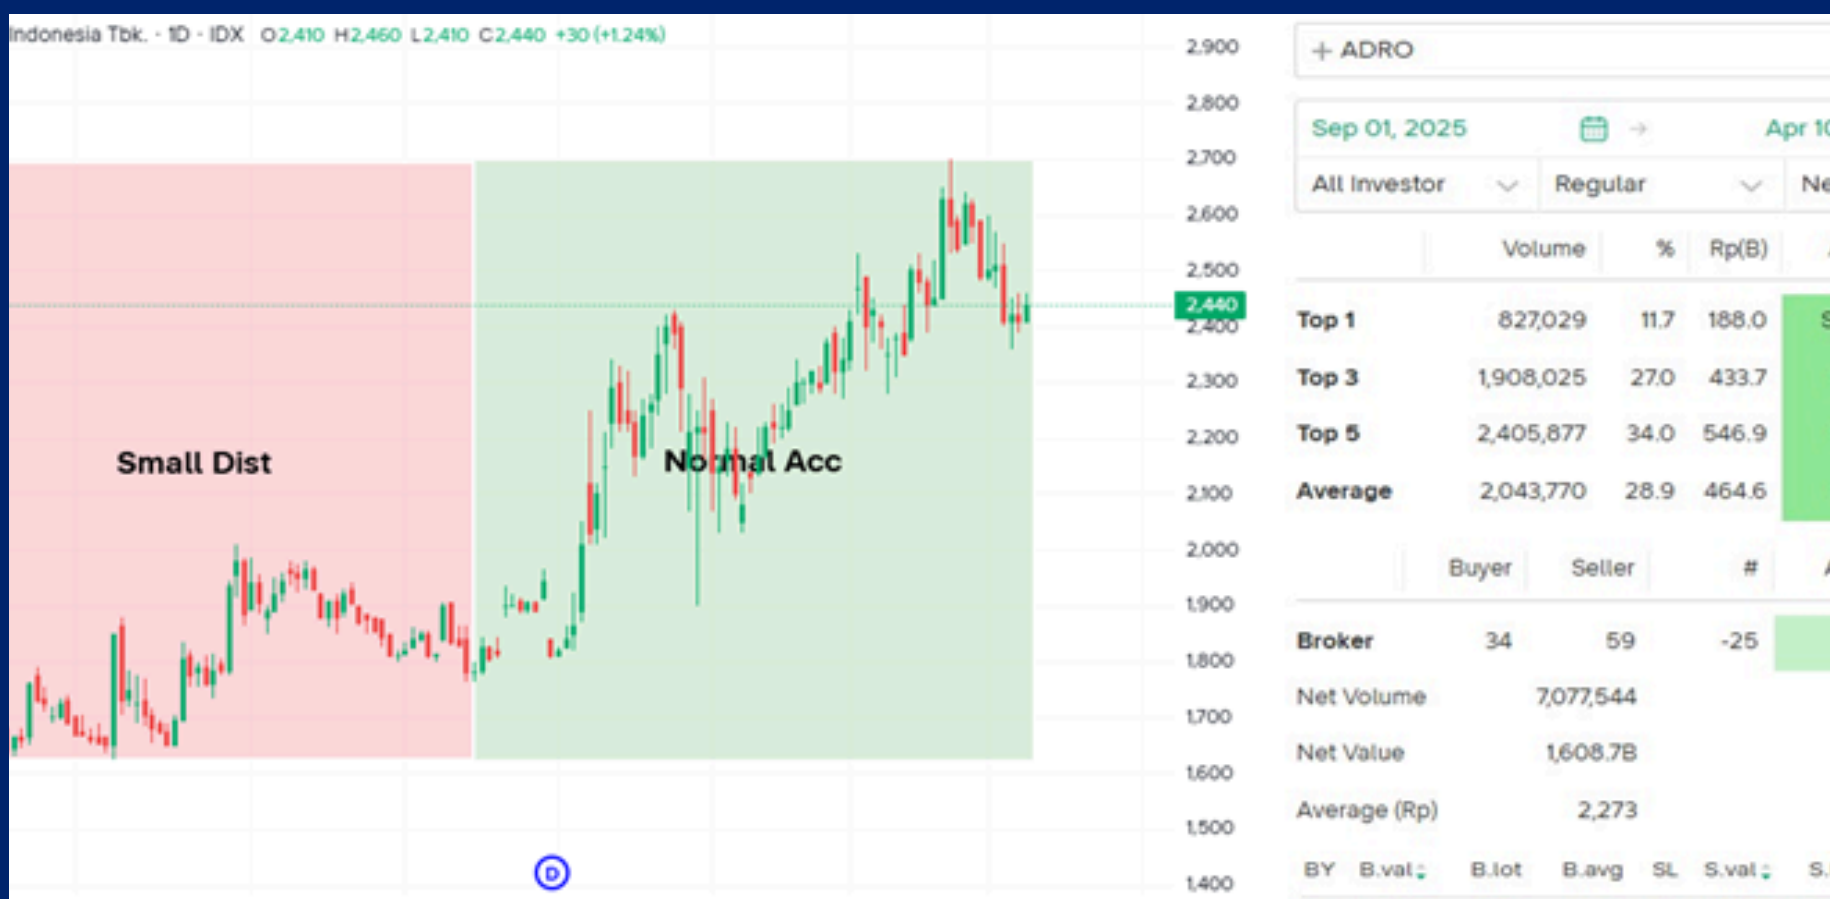 Indonesia Tbk. · 1D · IDX O2,410 H2,460 L2,410 C2,440 +30 (+1.24%)
2,900
2,800
2,700
2,600
2,500
2,440
2,400
2,300
2,200
2,100
2,000
1,900
1,800
1,700
1,600
1,500
1,400
Small Dist
Normal Acc
D
+ ADRO
Sep 01, 2025 → Apr 10
All Investor Regular Ne
Volume % Rp(B)
Top 1 827,029 11.7 188.0 S
Top 3 1,908,025 27.0 433.7
Top 5 2,405,877 34.0 546.9
Average 2,043,770 28.9 464.6
Buyer Seller # A
Broker 34 59 -25
Net Volume 7,077,544
Net Value 1,608.7B
Average (Rp) 2,273
BY B.val B.lot B.avg SL S.val S.